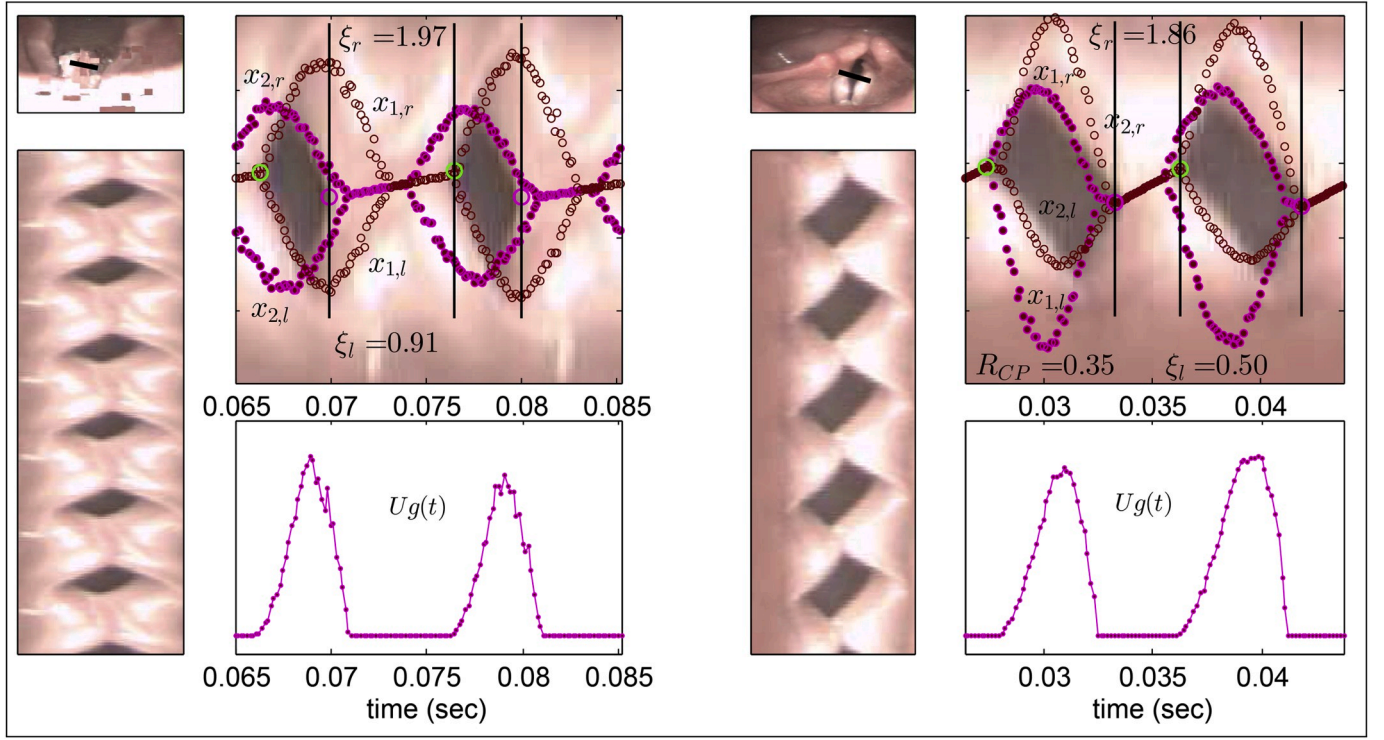 ξr =1.97
x2,r
x1,r
x1,l
x2,l
ξl =0.91
0.065 0.07 0.075 0.08 0.085
Ug(t)
0.065 0.07 0.075 0.08 0.085
time (sec)
ξr =1.86
x1,r
x2,r
x2,l
x1,l
RCP =0.35 ξl =0.50
0.03 0.035 0.04
Ug(t)
0.03 0.035 0.04
time (sec)